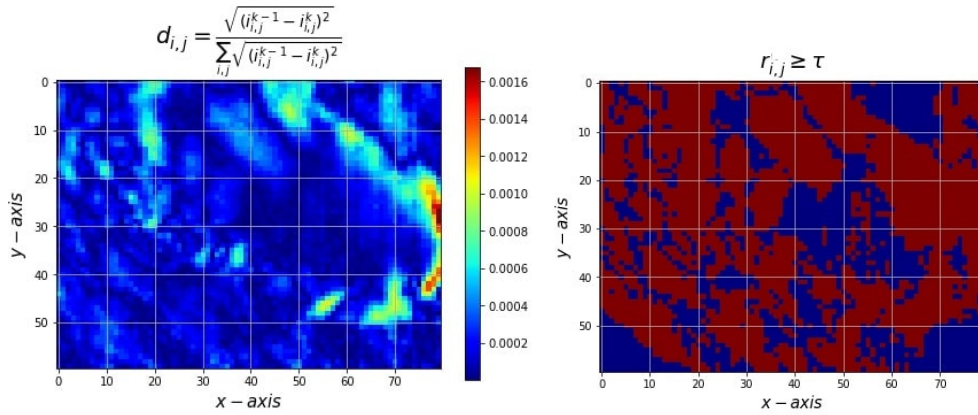 d_{i,j} = \frac{\sqrt{(i_{i,j}^{k-1} - i_{i,j}^{k})^2}}{\sum_{i,j} \sqrt{(i_{i,j}^{k-1} - i_{i,j}^{k})^2}}
0
10
20
30
40
50
y – axis
0 10 20 30 40 50 60 70
x – axis
0.0016
0.0014
0.0012
0.0010
0.0008
0.0006
0.0004
0.0002
r_{i,j} ≥ τ
0
10
20
30
40
50
y – axis
0 10 20 30 40 50 60 70
x – axis